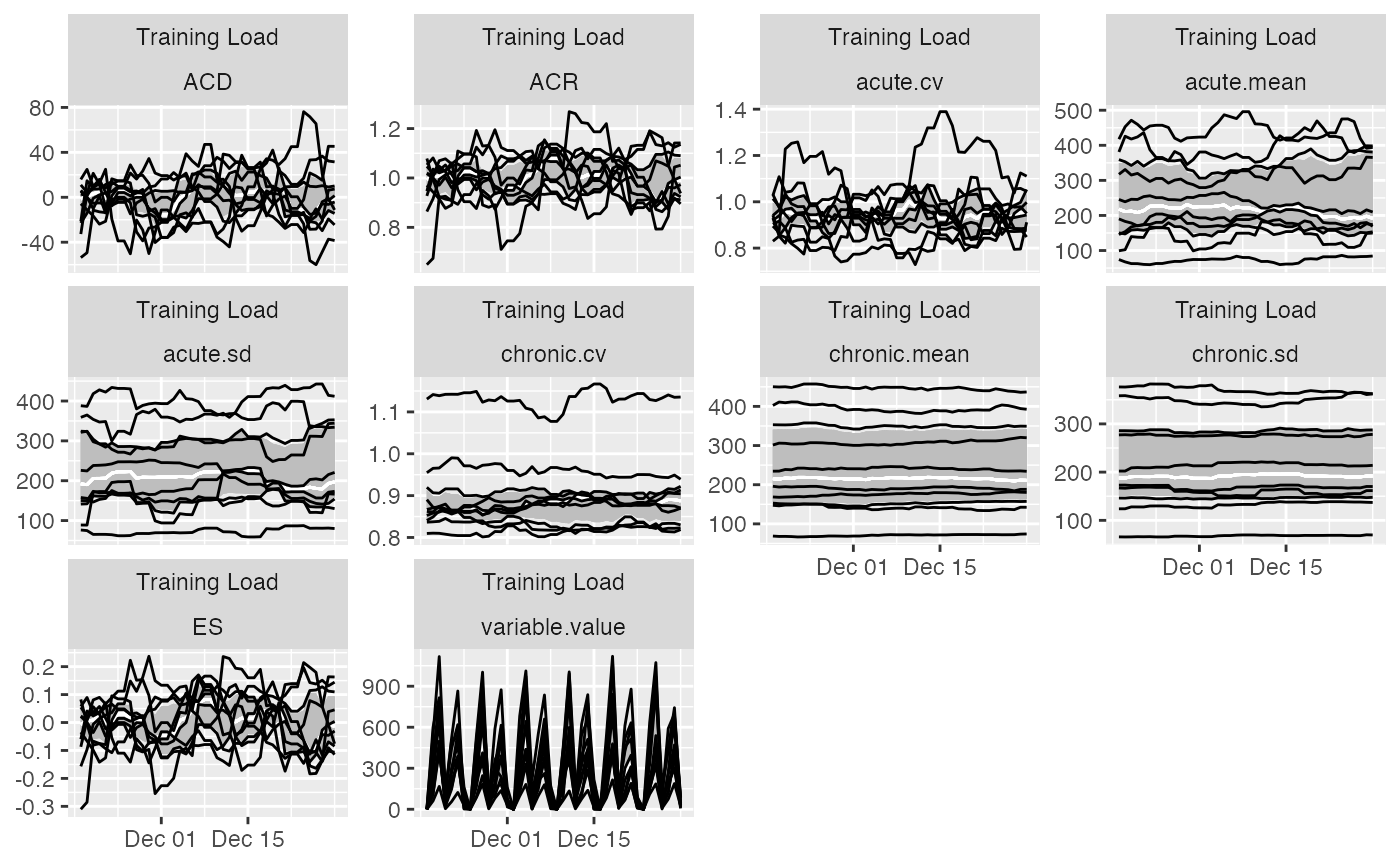 Training Load
ACD
80
40
0
-40
Training Load
ACR
1.2
1.0
0.8
Training Load
acute.cv
1.4
1.2
1.0
0.8
Training Load
acute.mean
500
400
300
200
100
Training Load
acute.sd
400
300
200
100
Training Load
chronic.cv
1.1
1.0
0.9
0.8
Training Load
chronic.mean
400
300
200
100
Dec 01 Dec 15
Training Load
chronic.sd
300
200
100
Dec 01 Dec 15
Training Load
ES
0.2
0.1
0.0
-0.1
-0.2
-0.3
Dec 01 Dec 15
Training Load
variable.value
900
600
300
0
Dec 01 Dec 15